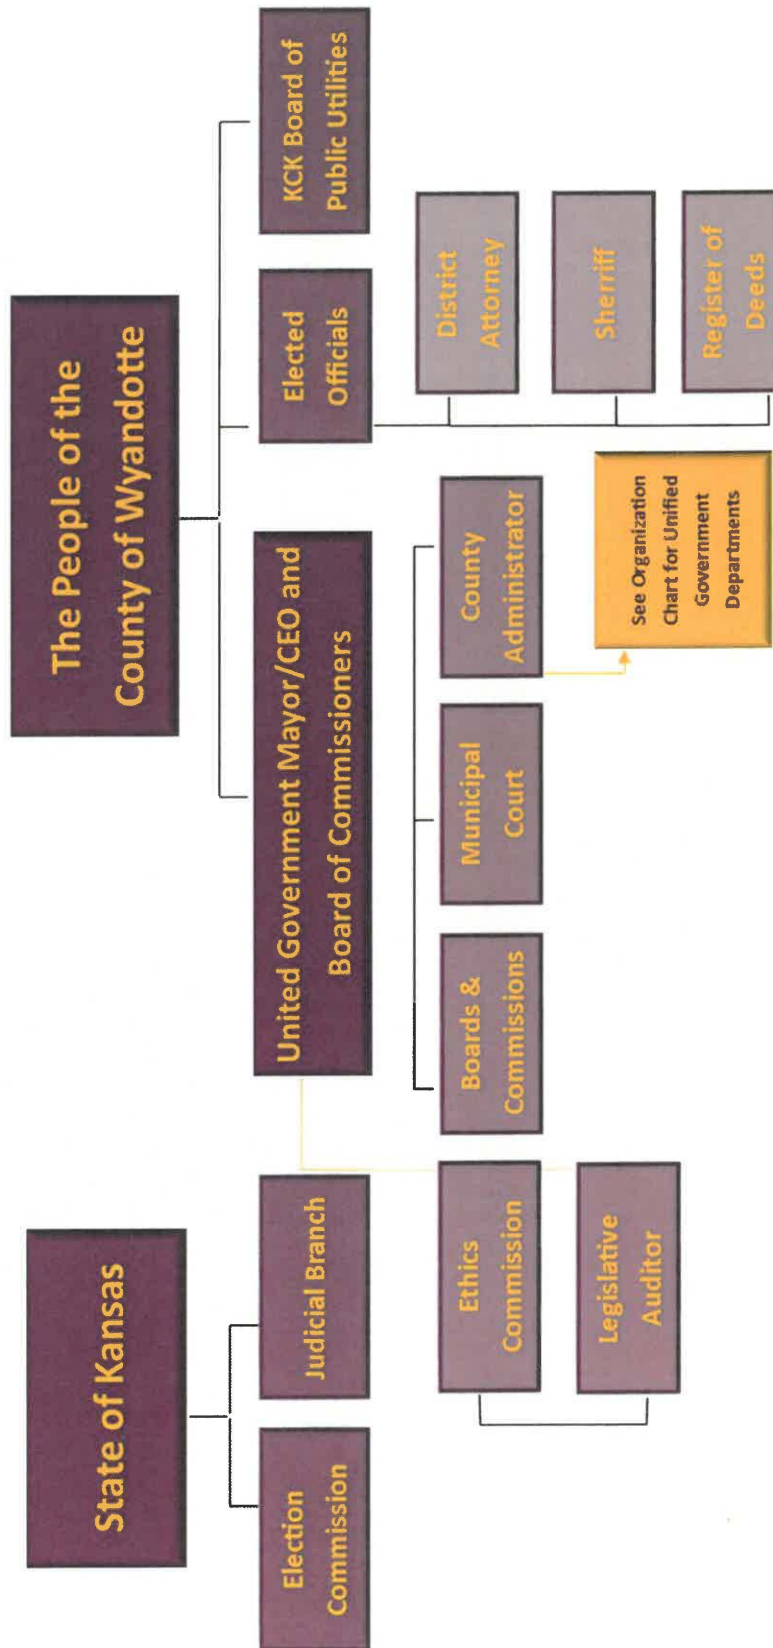 State of Kansas
Election
Commission
Judicial Branch
Ethics
Commission
Legislative
Auditor
The People of the
County of Wyandotte
United Government Mayor/CEO and
Board of Commissioners
Elected
Officials
KCK Board of
Public Utilities
Boards &
Commissions
Municipal
Court
County
Administrator
See Organization
Chart for Unified
Government
Departments
District
Attorney
Sherriff
Register of
Deeds